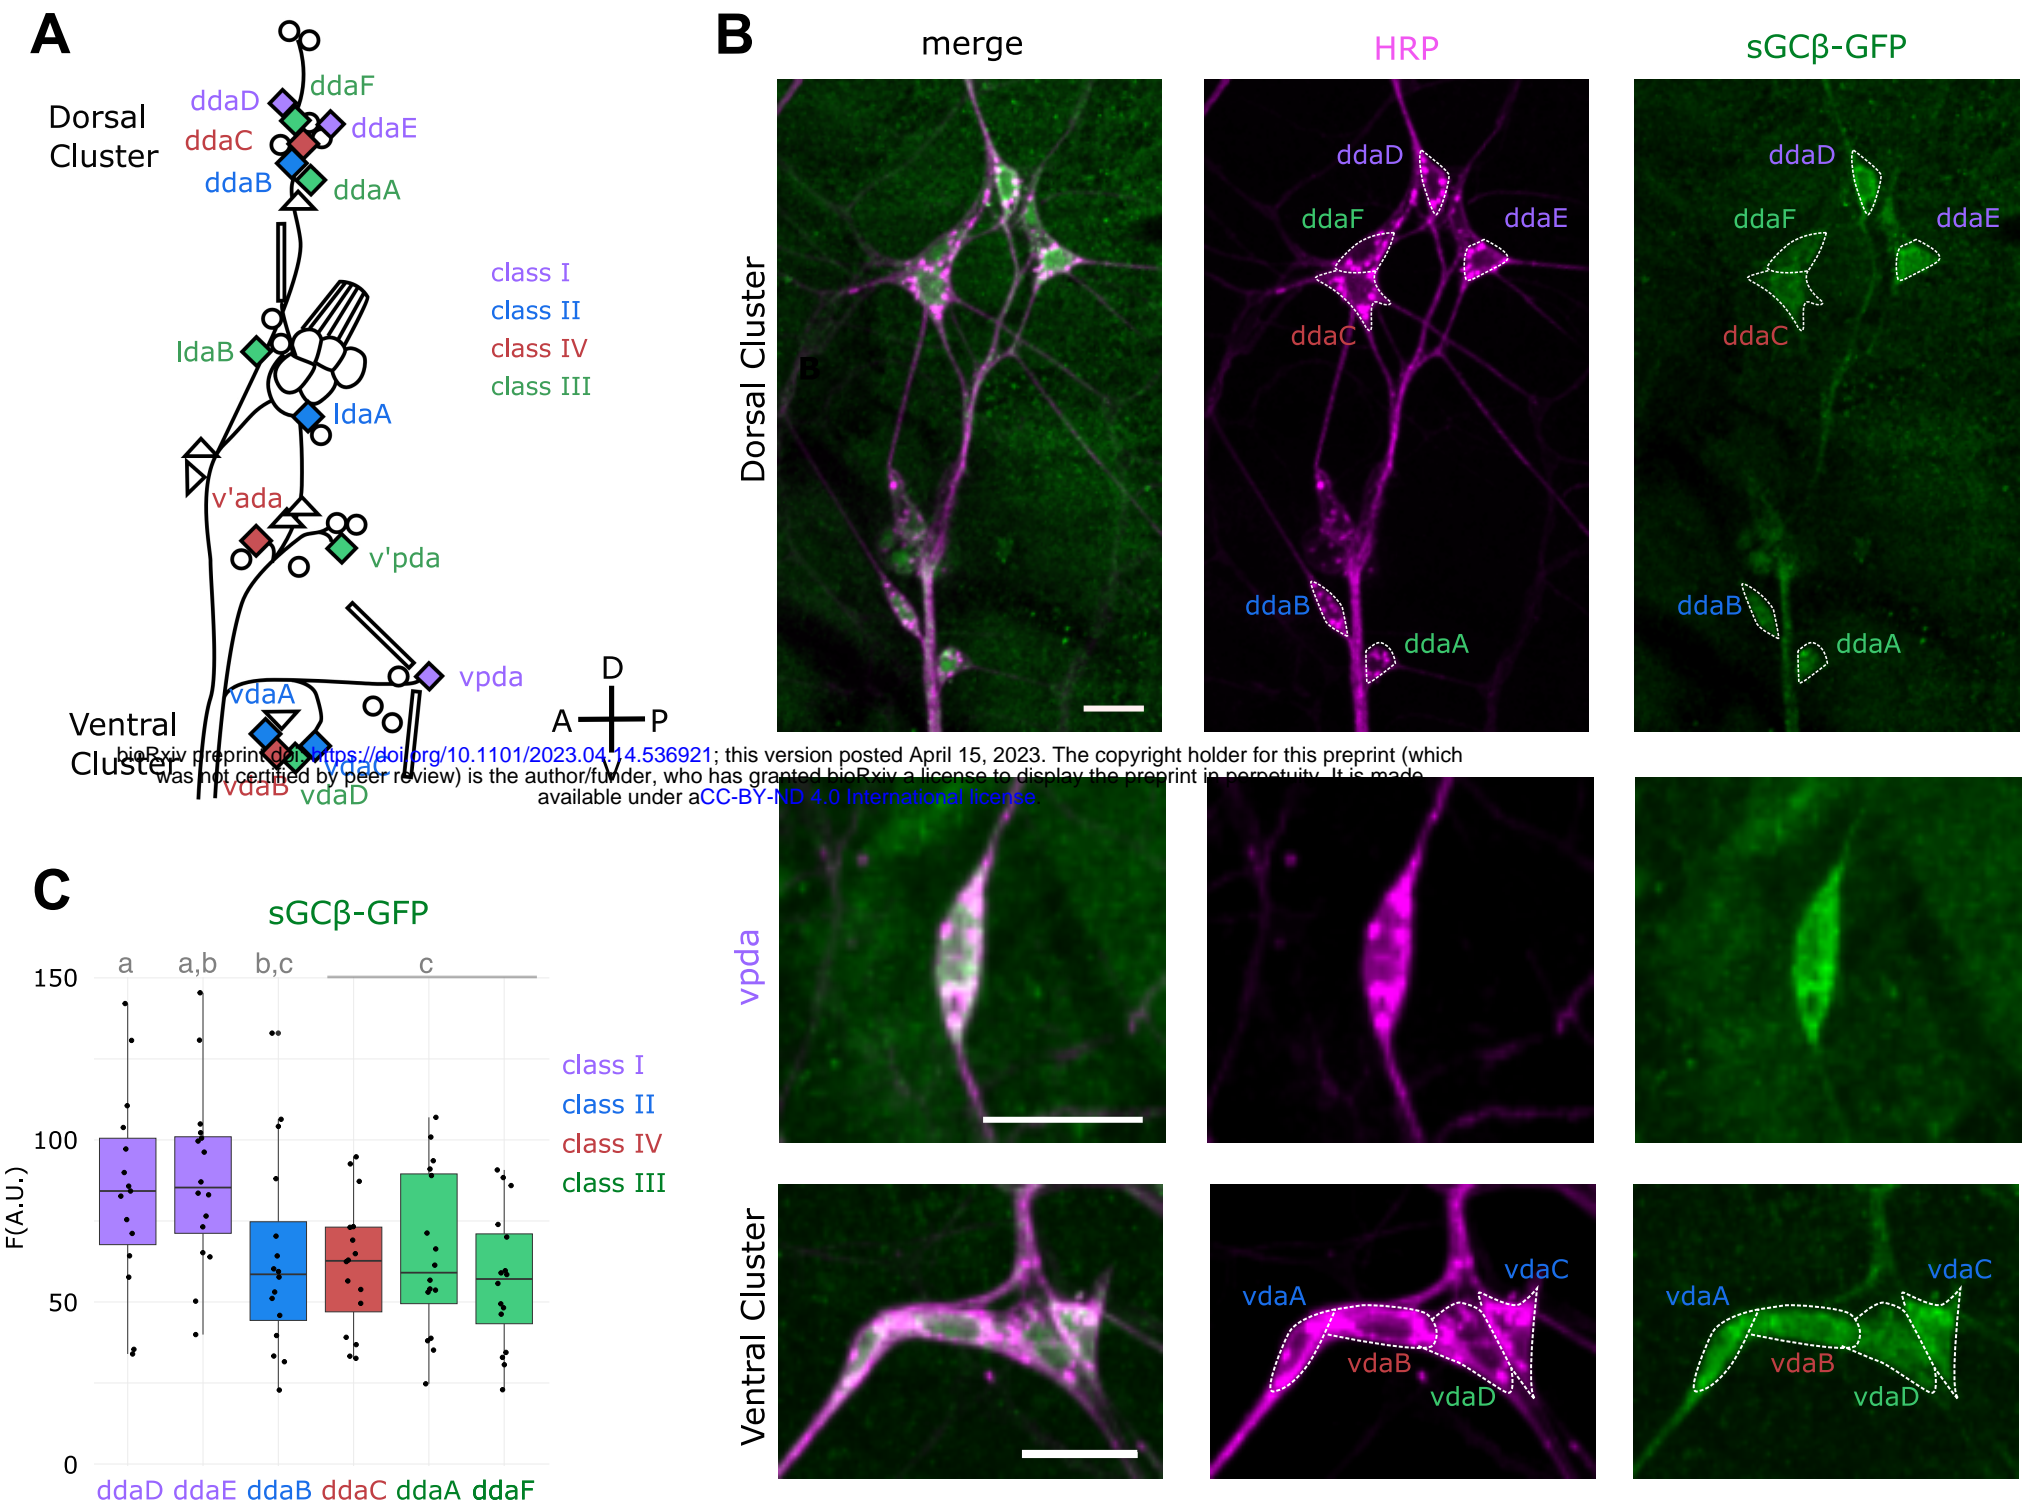 A
Dorsal
Cluster
ddaD
ddaF
ddaC
ddaE
ddaB
ddaA
class I
class II
class IV
class III
ldaB
ldaA
v'ada
v'pda
vpda
vdaA
Ventral
Cluster
vdaB
vdaC
vdaD
D
A
P
V
bioRxiv preprint doi: https://doi.org/10.1101/2023.04.14.536921; this version posted April 15, 2023. The copyright holder for this preprint (which
was not certified by peer review) is the author/funder, who has granted bioRxiv a license to display the preprint in perpetuity. It is made
available under aCC-BY-ND 4.0 International license.
B
merge
HRP
sGCβ-GFP
Dorsal Cluster
B
ddaD
ddaF
ddaE
ddaC
ddaB
ddaA
ddaD
ddaF
ddaE
ddaC
ddaB
ddaA
vpda
Ventral Cluster
vdaA
vdaC
vdaB
vdaD
vdaA
vdaC
vdaB
vdaD
C
sGCβ-GFP
a
a,b
b,c
c
150
100
50
0
F(A.U.)
class I
class II
class IV
class III
ddaD ddaE ddaB ddaC ddaA ddaF